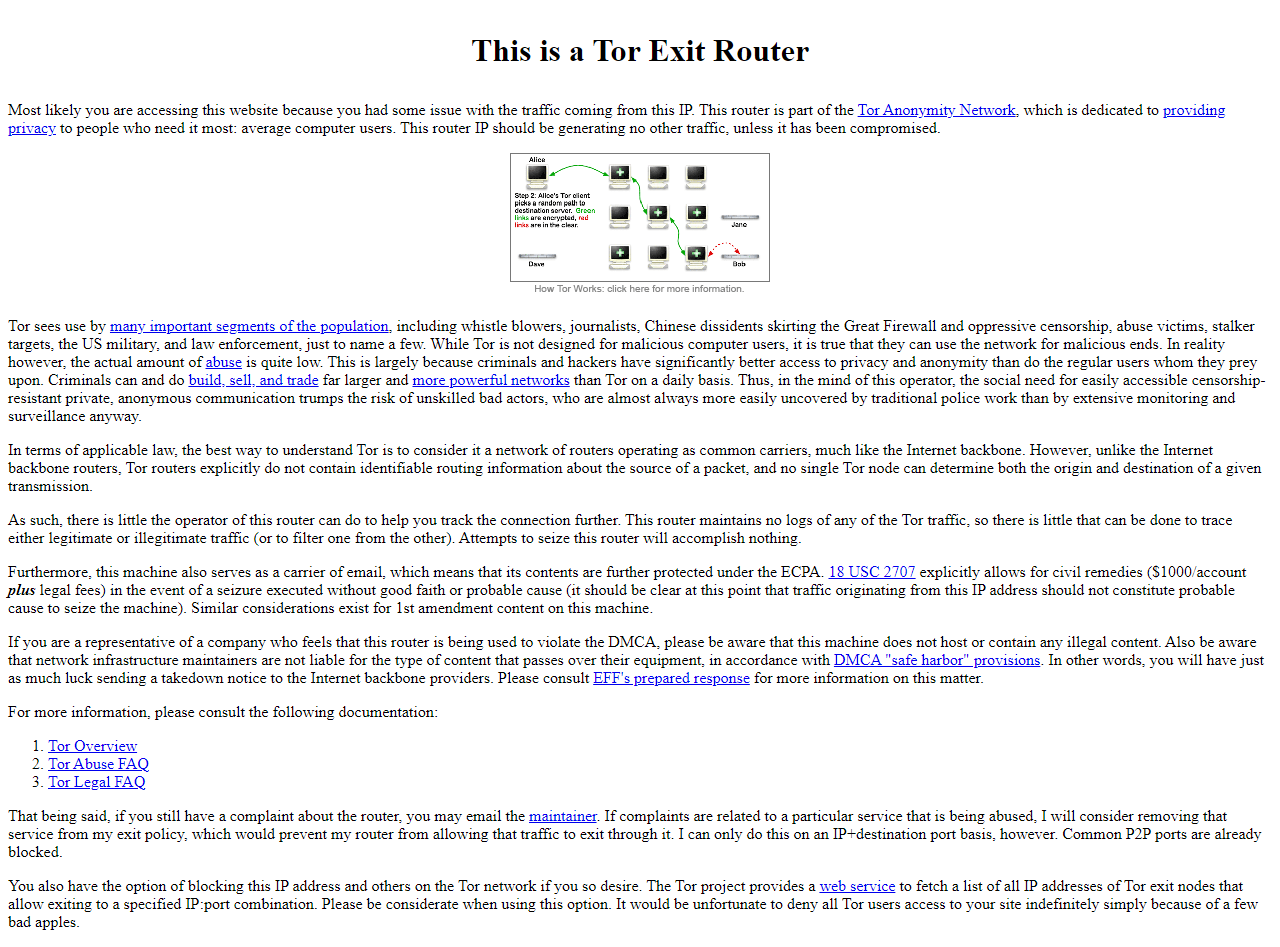 This is a Tor Exit Router
Most likely you are accessing this website because you had some issue with the traffic coming from this IP. This router is part of the Tor Anonymity Network, which is dedicated to providing
privacy to people who need it most: average computer users. This router IP should be generating no other traffic, unless it has been compromised.
Alice
Step 2: Alice's Tor client
picks a random path to
destination server. Green
links are encrypted, red
links are in the clear.
Jane
Dave
Bob
How Tor Works: click here for more information.
Tor sees use by many important segments of the population, including whistle blowers, journalists, Chinese dissidents skirting the Great Firewall and oppressive censorship, abuse victims, stalker
targets, the US military, and law enforcement, just to name a few. While Tor is not designed for malicious computer users, it is true that they can use the network for malicious ends. In reality
however, the actual amount of abuse is quite low. This is largely because criminals and hackers have significantly better access to privacy and anonymity than do the regular users whom they prey
upon. Criminals can and do build, sell, and trade far larger and more powerful networks than Tor on a daily basis. Thus, in the mind of this operator, the social need for easily accessible censorship-
resistant private, anonymous communication trumps the risk of unskilled bad actors, who are almost always more easily uncovered by traditional police work than by extensive monitoring and
surveillance anyway.
In terms of applicable law, the best way to understand Tor is to consider it a network of routers operating as common carriers, much like the Internet backbone. However, unlike the Internet
backbone routers, Tor routers explicitly do not contain identifiable routing information about the source of a packet, and no single Tor node can determine both the origin and destination of a given
transmission.
As such, there is little the operator of this router can do to help you track the connection further. This router maintains no logs of any of the Tor traffic, so there is little that can be done to trace
either legitimate or illegitimate traffic (or to filter one from the other). Attempts to seize this router will accomplish nothing.
Furthermore, this machine also serves as a carrier of email, which means that its contents are further protected under the ECPA. 18 USC 2707 explicitly allows for civil remedies ($1000/account
plus legal fees) in the event of a seizure executed without good faith or probable cause (it should be clear at this point that traffic originating from this IP address should not constitute probable
cause to seize the machine). Similar considerations exist for 1st amendment content on this machine.
If you are a representative of a company who feels that this router is being used to violate the DMCA, please be aware that this machine does not host or contain any illegal content. Also be aware
that network infrastructure maintainers are not liable for the type of content that passes over their equipment, in accordance with DMCA "safe harbor" provisions. In other words, you will have just
as much luck sending a takedown notice to the Internet backbone providers. Please consult EFF's prepared response for more information on this matter.
For more information, please consult the following documentation:
1. Tor Overview
2. Tor Abuse FAQ
3. Tor Legal FAQ
That being said, if you still have a complaint about the router, you may email the maintainer. If complaints are related to a particular service that is being abused, I will consider removing that
service from my exit policy, which would prevent my router from allowing that traffic to exit through it. I can only do this on an IP+destination port basis, however. Common P2P ports are already
blocked.
You also have the option of blocking this IP address and others on the Tor network if you so desire. The Tor project provides a web service to fetch a list of all IP addresses of Tor exit nodes that
allow exiting to a specified IP:port combination. Please be considerate when using this option. It would be unfortunate to deny all Tor users access to your site indefinitely simply because of a few
bad apples.